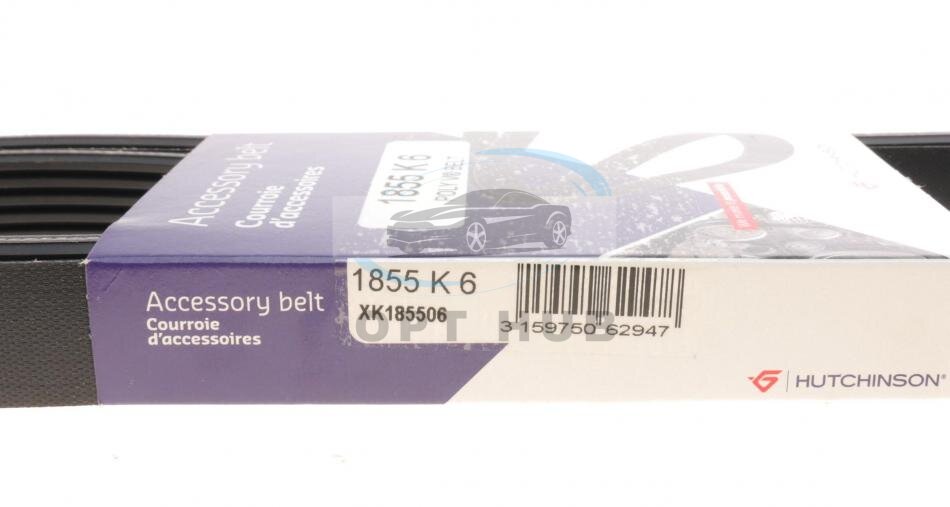 Accessory belt
Courroie
d'accessoires
1855 K 6
POLY V® BELT
Accessory belt
Courroie
d'accessoires
1855 K 6
XK185506
3 159750 62947
OPT HUB
HUTCHINSON®